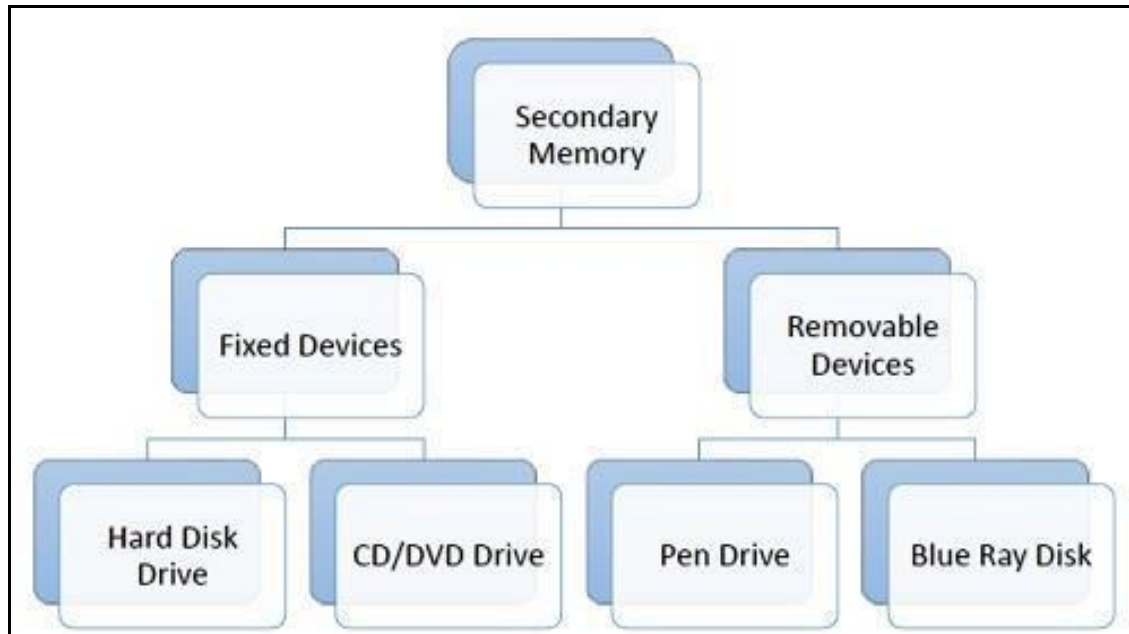 Secondary
Memory
Fixed Devices
Removable
Devices
Hard Disk
Drive
CD/DVD Drive
Pen Drive
Blue Ray Disk